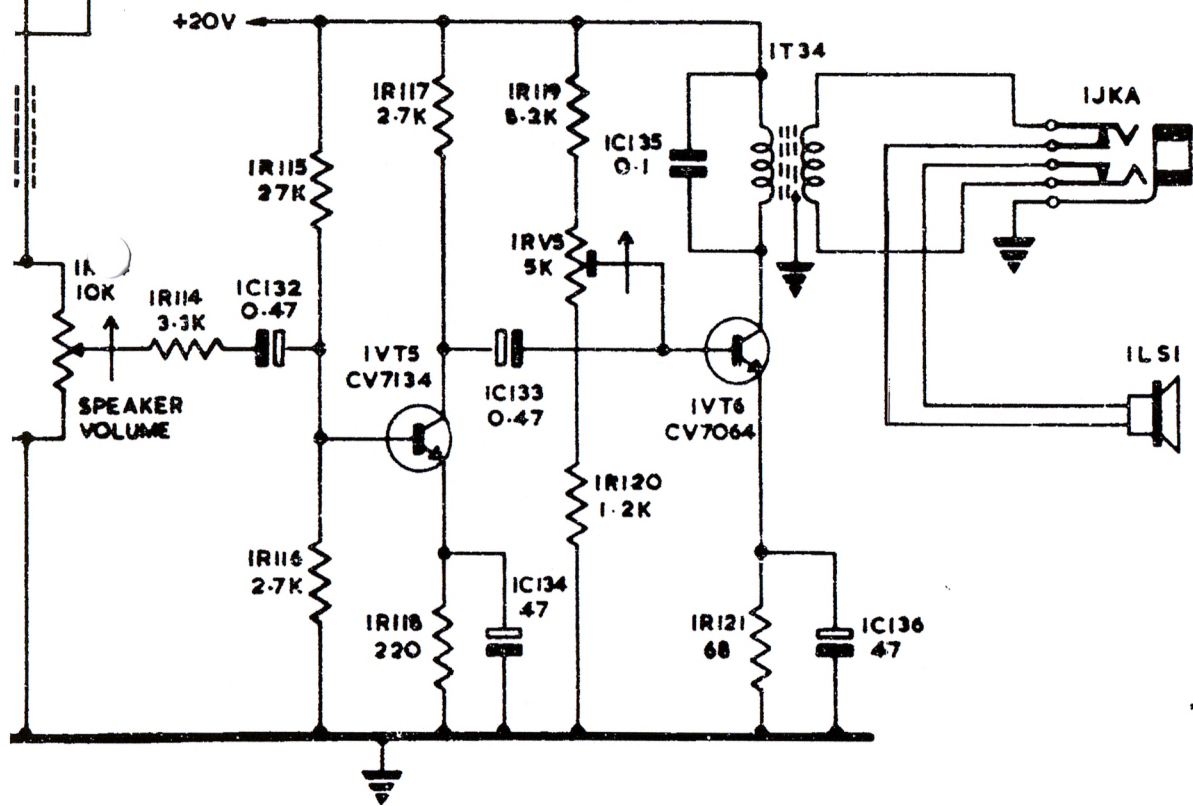 +20V
1T34
1R117
2.7K
1R119
8.2K
1JKA
1C135
0.1
1R115
27K
1RV5
5K
10K
1R114
3.3K
1C132
0.47
1VT5
CV7134
1C133
0.47
1VT6
CV7064
1LS1
SPEAKER
VOLUME
1R120
1.2K
1R116
2.7K
1C134
47
1R118
220
1R121
68
1C136
47